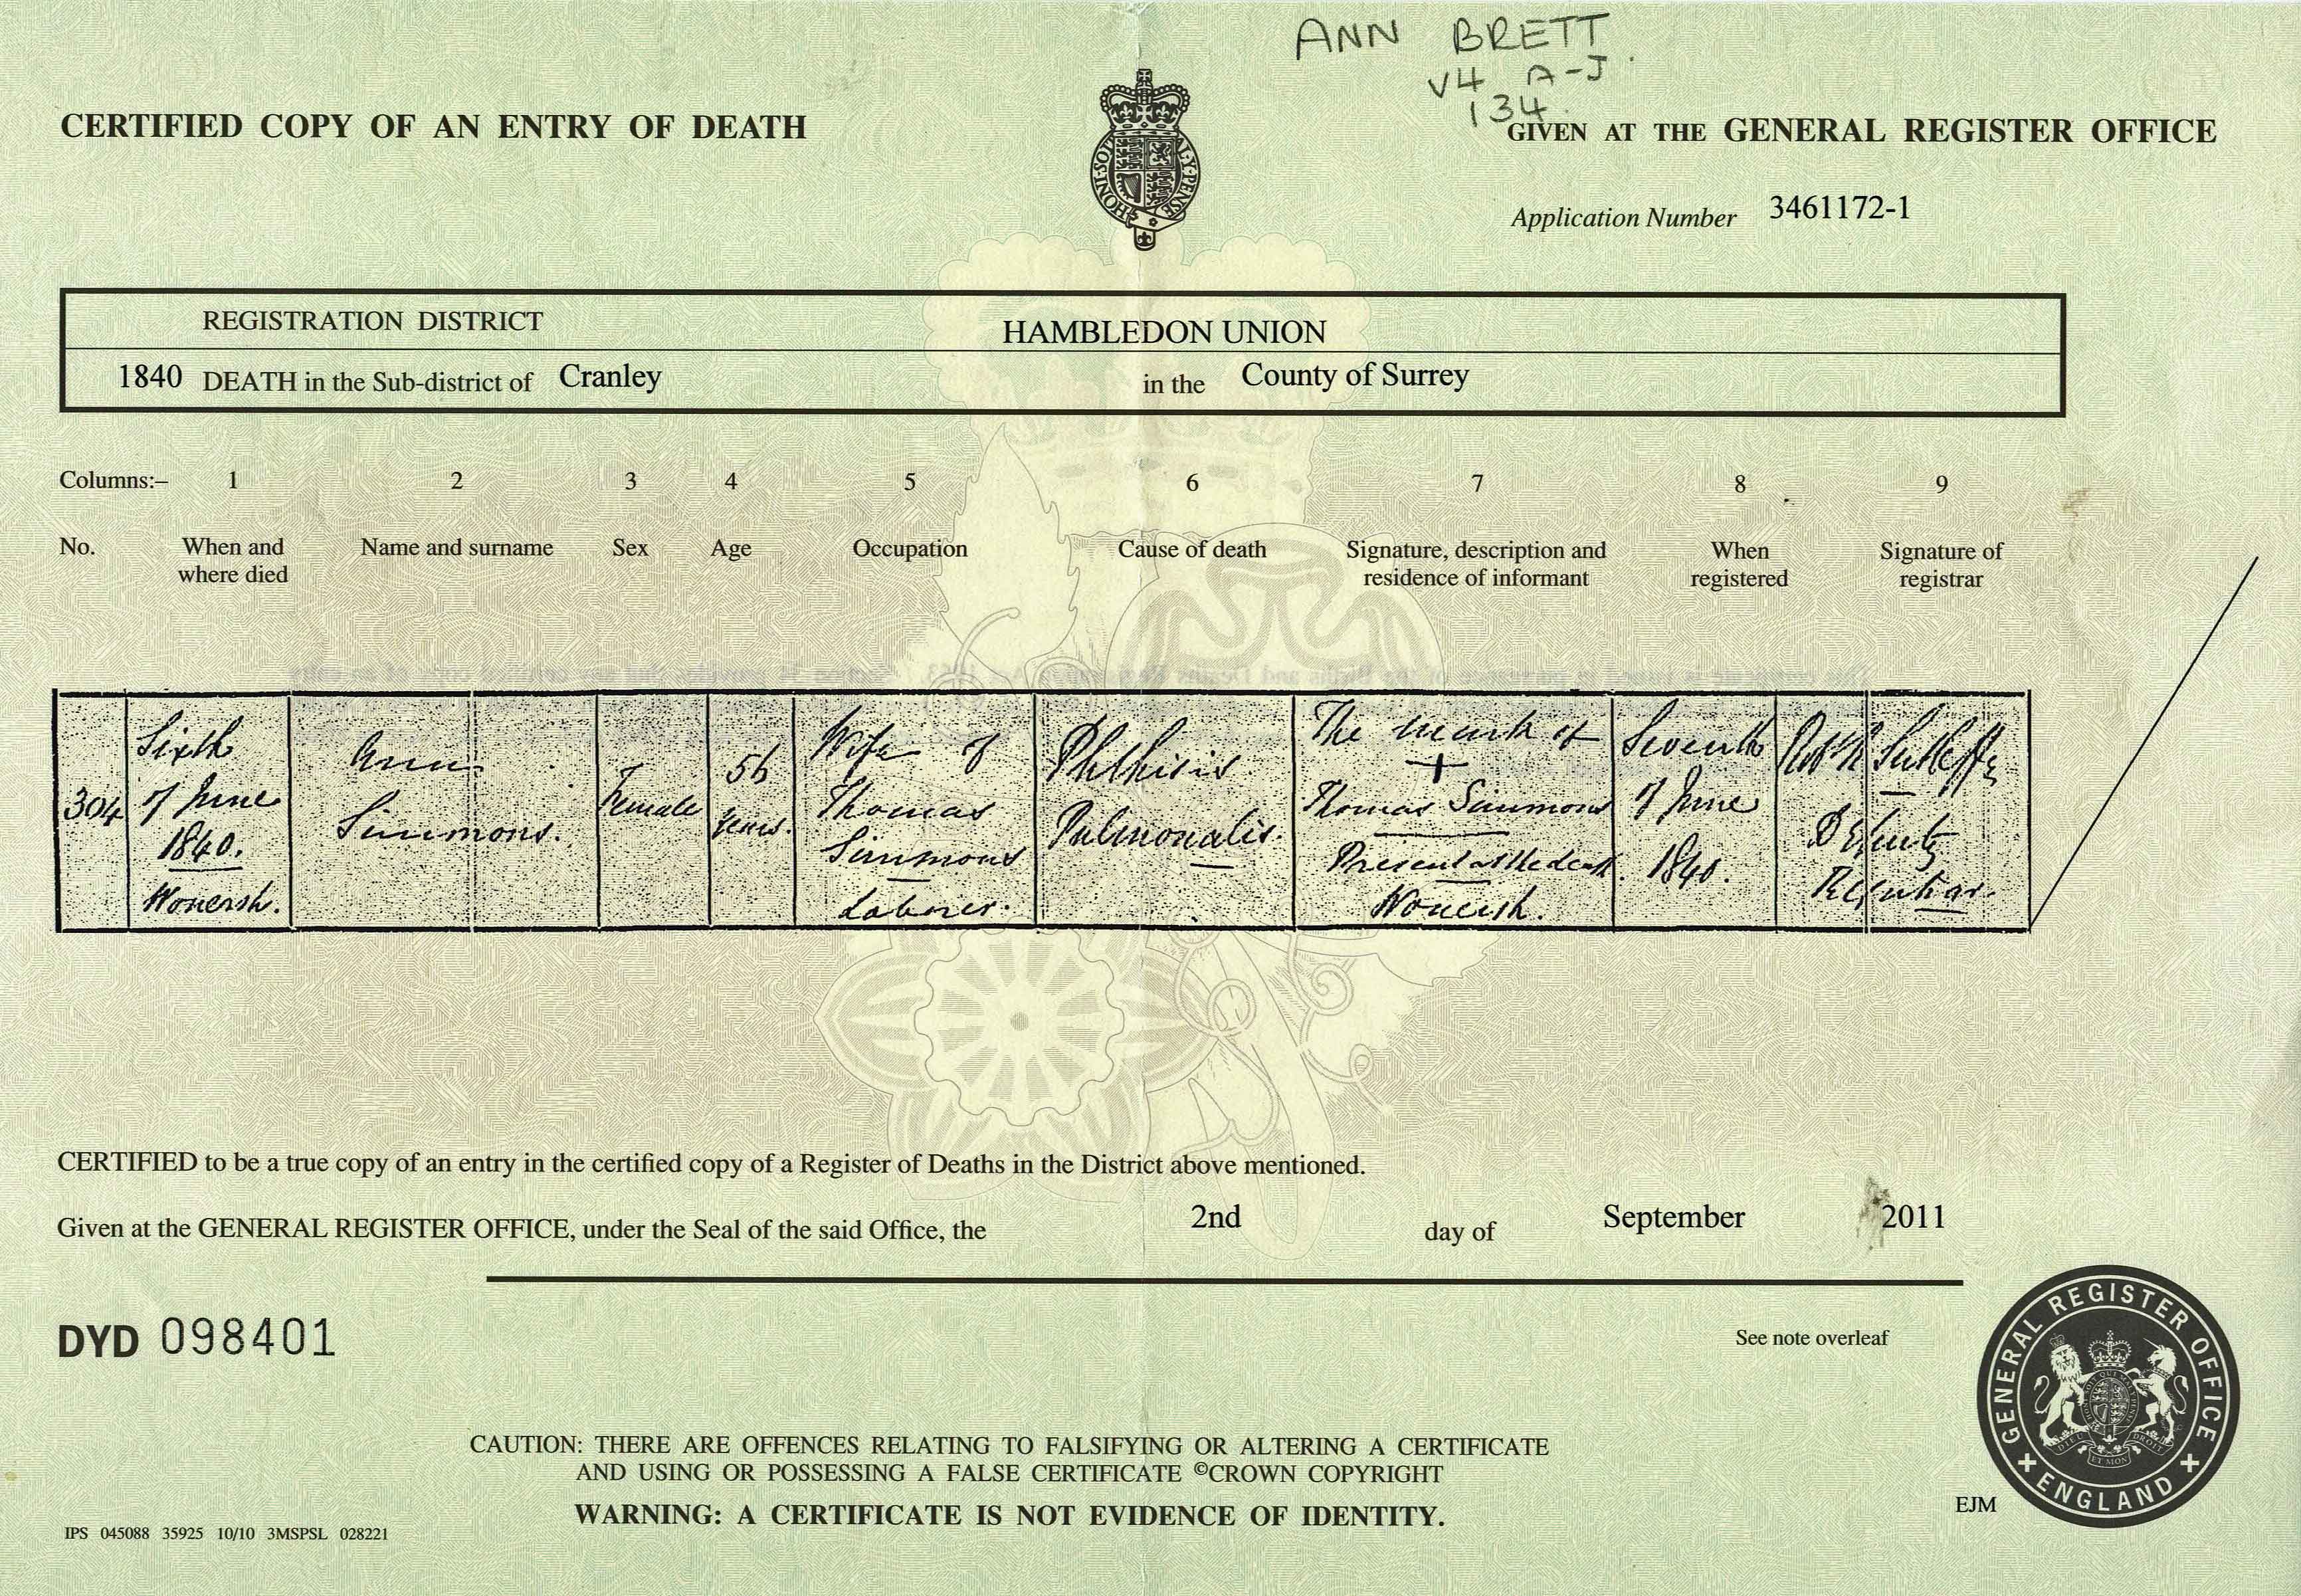 ANN BRETT
V4 A-J
134
CERTIFIED COPY OF AN ENTRY OF DEATH
GIVEN AT THE GENERAL REGISTER OFFICE
HONI·SOI AL·Y·PENSE
Application Number 3461172-1
REGISTRATION DISTRICT HAMBLEDON UNION
1840 DEATH in the Sub-district of Cranley in the County of Surrey
Columns:– 1 2 3 4 5 6 7 8 9
No.
When and
where died
Name and surname
Sex
Age
Occupation
Cause of death
Signature, description and
residence of informant
When
registered
Signature of
registrar
304
Sixth
of June
1840.
Wonersh.
Ann
Simmons.
Female
56
years.
Wife of
Thomas
Simmons
Laborer.
Phthisis
Pulmonalis.
The mark of
+
Thomas Simmons
Present at the death.
Wonersh.
Seventh
of June
1840.
Deputy
Registrar.
CERTIFIED to be a true copy of an entry in the certified copy of a Register of Deaths in the District above mentioned.
Given at the GENERAL REGISTER OFFICE, under the Seal of the said Office, the 2nd day of September 2011
DYD 098401
See note overleaf
GENERAL REGISTER OFFICE
ENGLAND
CAUTION: THERE ARE OFFENCES RELATING TO FALSIFYING OR ALTERING A CERTIFICATE
AND USING OR POSSESSING A FALSE CERTIFICATE ©CROWN COPYRIGHT
WARNING: A CERTIFICATE IS NOT EVIDENCE OF IDENTITY.
EJM
IPS 045088 35925 10/10 3MSPSL 028221